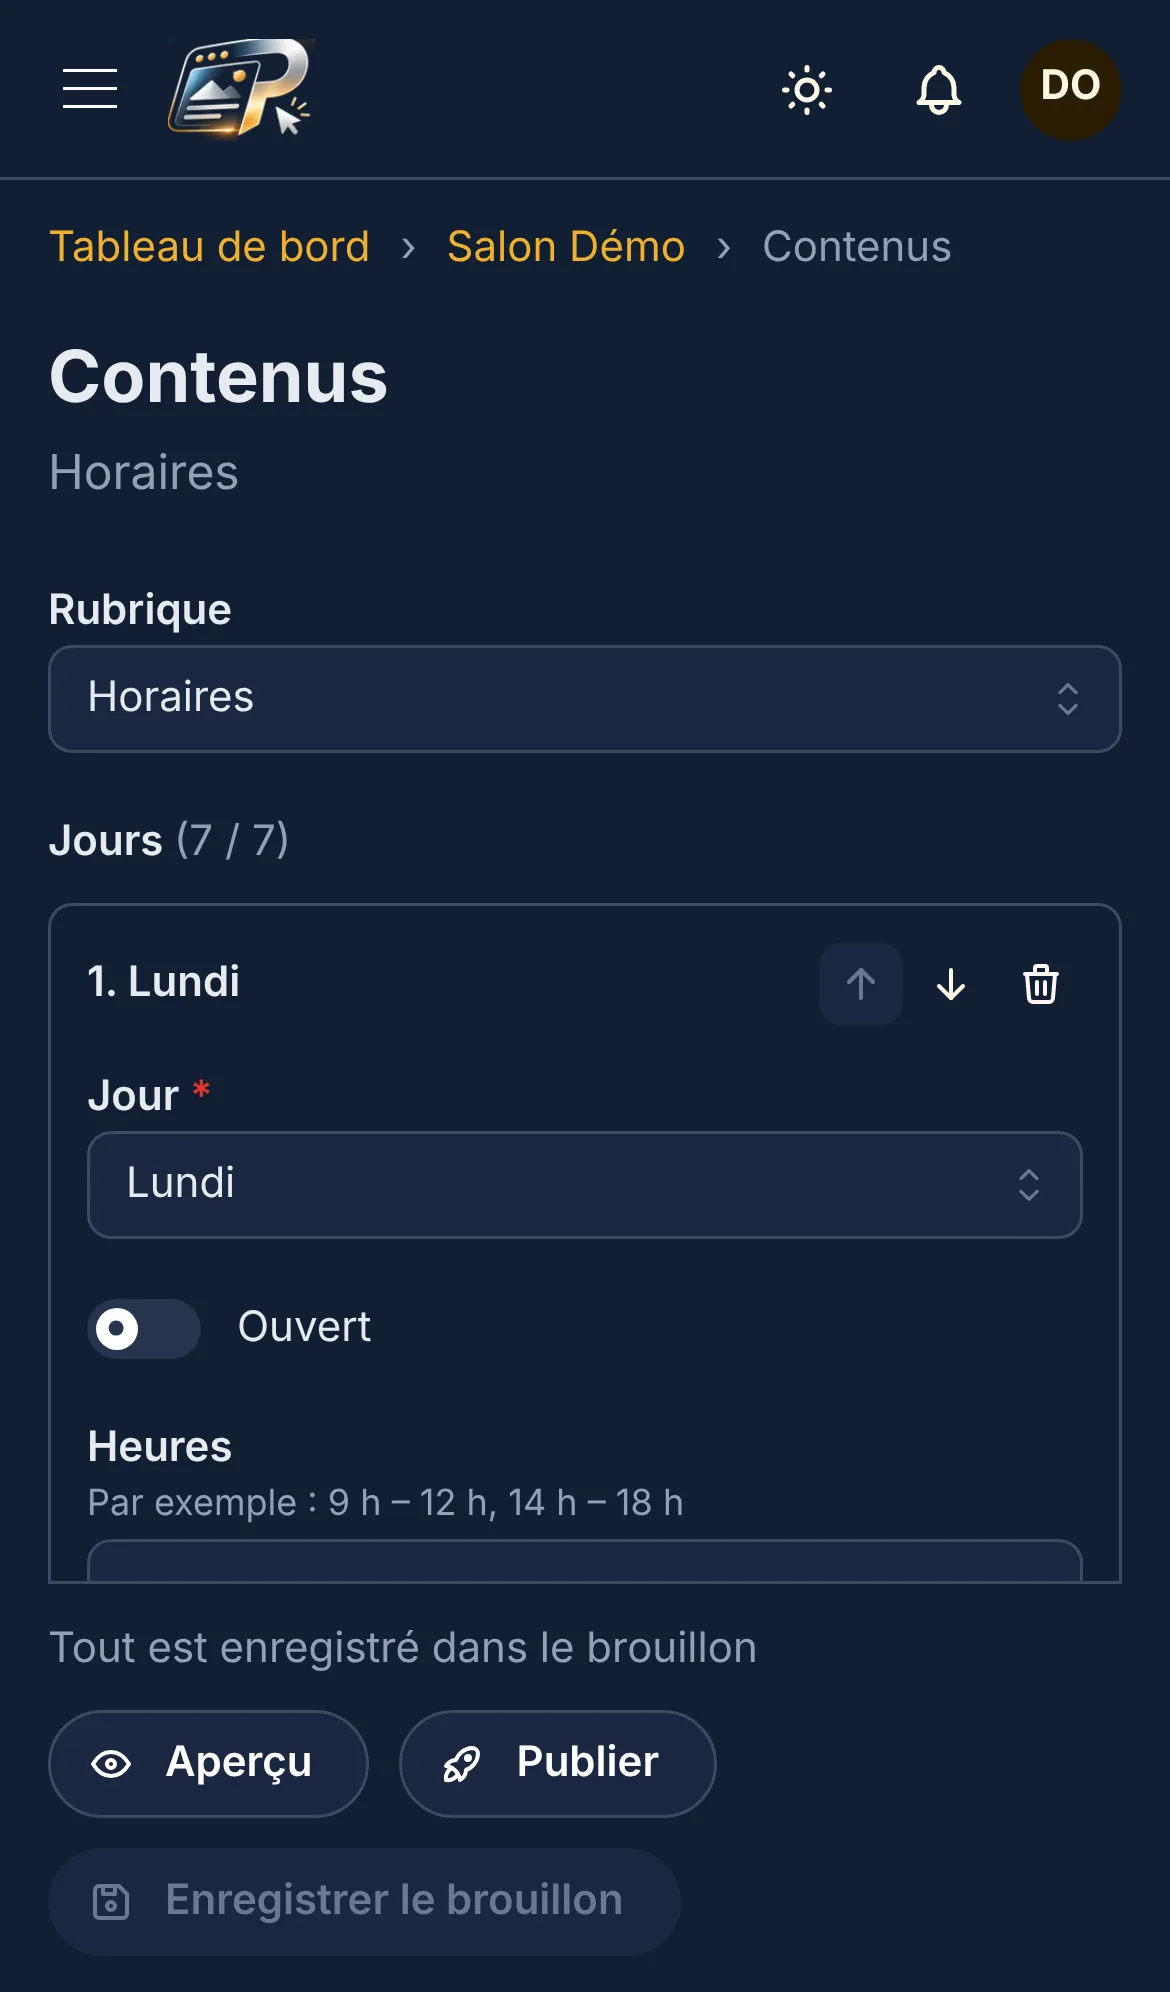 DO
Tableau de bord › Salon Démo › Contenus
Contenus
Horaires
Rubrique
Horaires
Jours (7 / 7)
1. Lundi
Jour *
Lundi
Ouvert
Heures
Par exemple : 9 h – 12 h, 14 h – 18 h
Tout est enregistré dans le brouillon
Aperçu
Publier
Enregistrer le brouillon